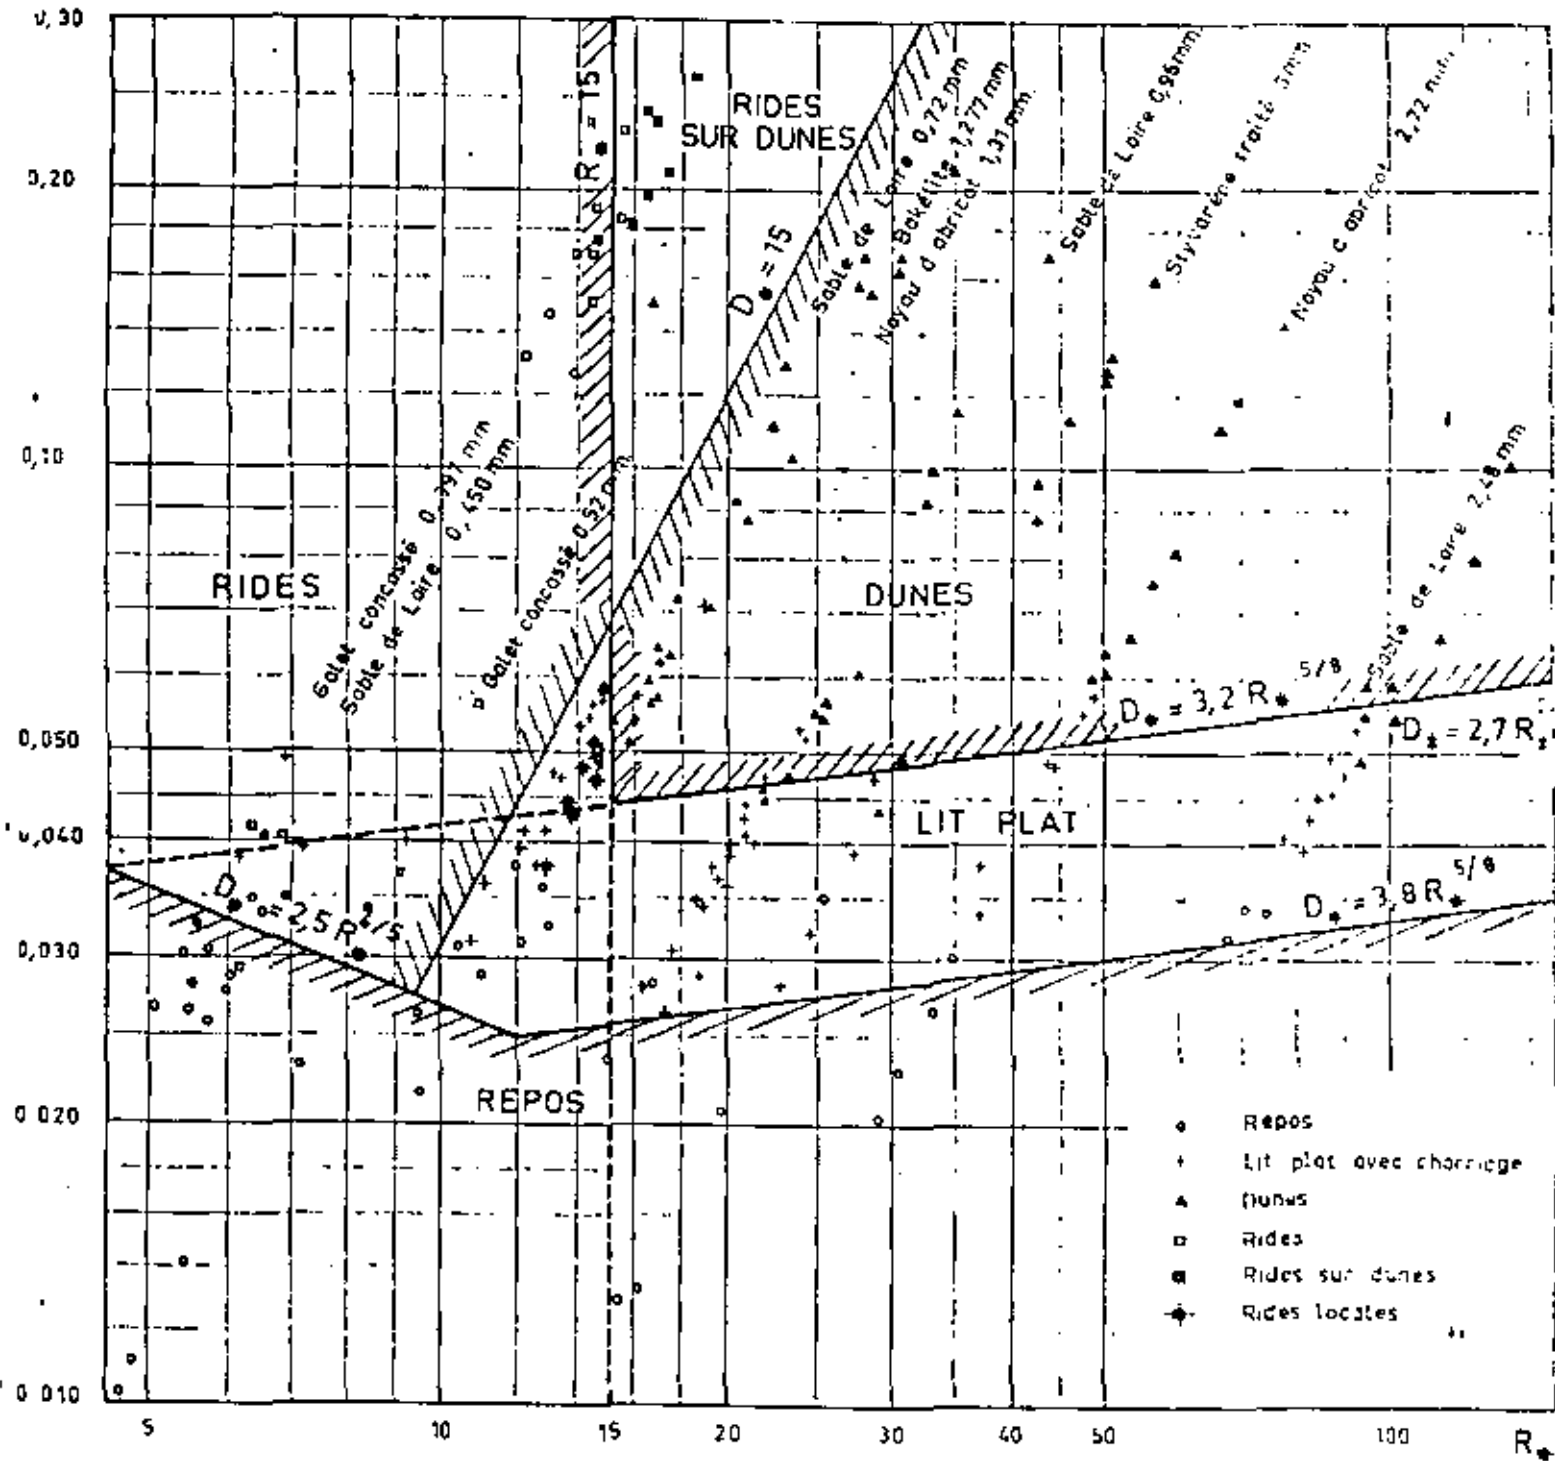 0,30
0,20
0,10
0,050
0,040
0,030
0 020
0 010
R 15
RIDES
SUR DUNES
D* = 15
Sable de Loire 0,72 mm
Bakélite 1,277 mm
Noyau d abricot 1,31 mm
Sable de Loire 0,95 mm
Styvarène traité 3mm
Noyau d abricot 2,72 mm
RIDES
Galet concassé 0,397 mm
Sable de Loire 0,450 mm
Galet concassé 0,52 mm
DUNES
Sable de Loire 2,48 mm
D* = 3,2 R* 5/8
D* = 2,7 R*
LIT PLAT
D* = 2,5 R* 2/5
D* = 3,8 R* 5/8
REPOS
Repos
Lit plat avec charriage
Dunes
Rides
Rides sur dunes
Rides locales
5 10 15 20 30 40 50 100 R*